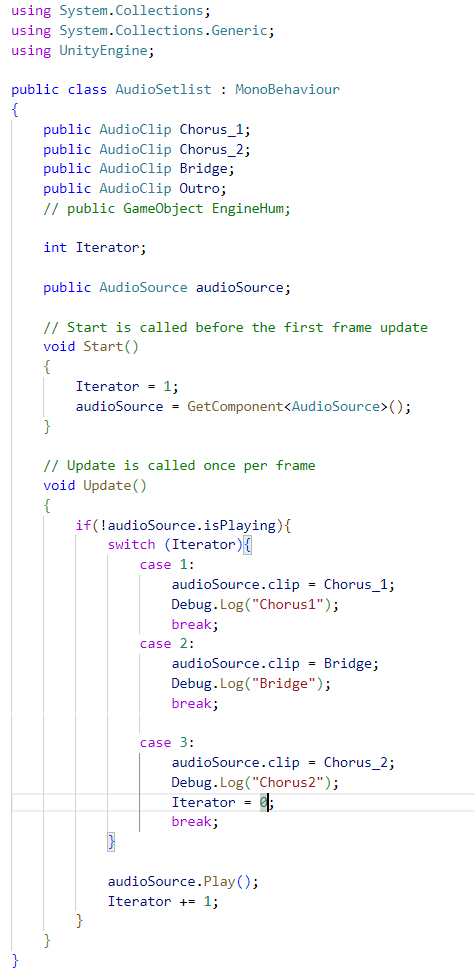 using System.Collections;
using System.Collections.Generic;
using UnityEngine;

public class AudioSetlist : MonoBehaviour
{
    public AudioClip Chorus_1;
    public AudioClip Chorus_2;
    public AudioClip Bridge;
    public AudioClip Outro;
    // public GameObject EngineHum;

    int Iterator;

    public AudioSource audioSource;

    // Start is called before the first frame update
    void Start()
    {
        Iterator = 1;
        audioSource = GetComponent<AudioSource>();
    }

    // Update is called once per frame
    void Update()
    {
        if(!audioSource.isPlaying){
            switch (Iterator){
                case 1:
                    audioSource.clip = Chorus_1;
                    Debug.Log("Chorus1");
                    break;
                case 2:
                    audioSource.clip = Bridge;
                    Debug.Log("Bridge");
                    break;

                case 3:
                    audioSource.clip = Chorus_2;
                    Debug.Log("Chorus2");
                    Iterator = 0;
                    break;
            }

            audioSource.Play();
            Iterator += 1;
        }
    }
}